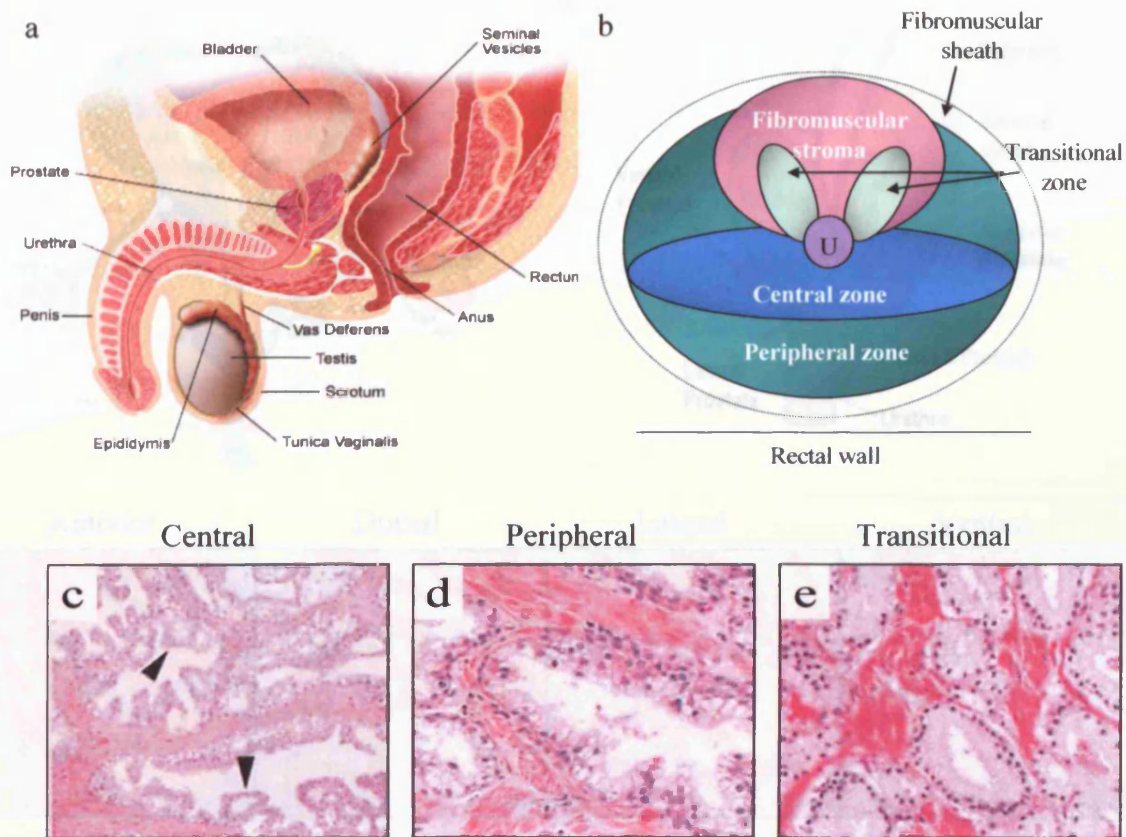 a
Bladder
Seminal
Vesicles
Prostate
Urethra
Penis
Rectun
Anus
Vas Deferens
Testis
Scrotum
Epididymis
Tunica Vaginalis
b
Fibromuscular
sheath
Fibromuscular
stroma
Transitional
zone
U
Central zone
Peripheral zone
Rectal wall
Central
Peripheral
Transitional
c
d
e